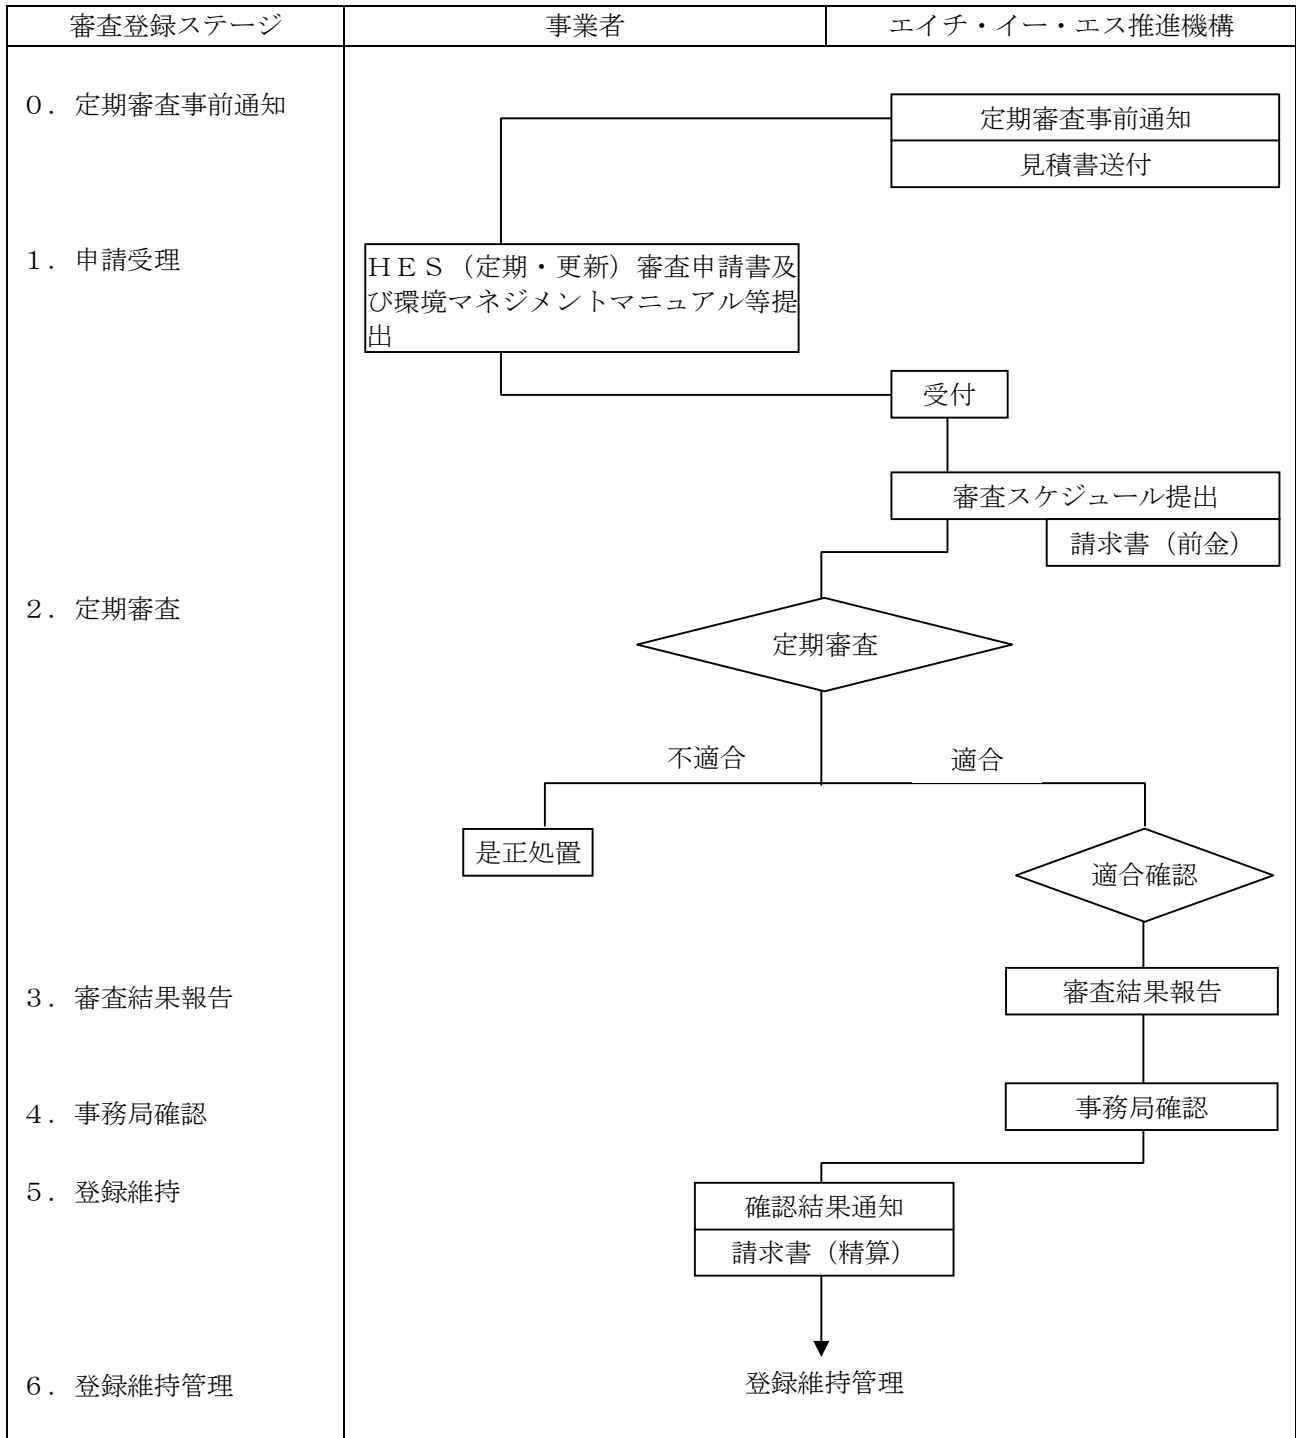 審査登録ステージ
事業者
エイチ・イー・エス推進機構
０．定期審査事前通知
定期審査事前通知
見積書送付
１．申請受理
ＨＥＳ（定期・更新）審査申請書及
び環境マネジメントマニュアル等提
出
受付
審査スケジュール提出
請求書（前金）
２．定期審査
定期審査
不適合
適合
是正処置
適合確認
３．審査結果報告
審査結果報告
４．事務局確認
事務局確認
５．登録維持
確認結果通知
請求書（精算）
６．登録維持管理
登録維持管理